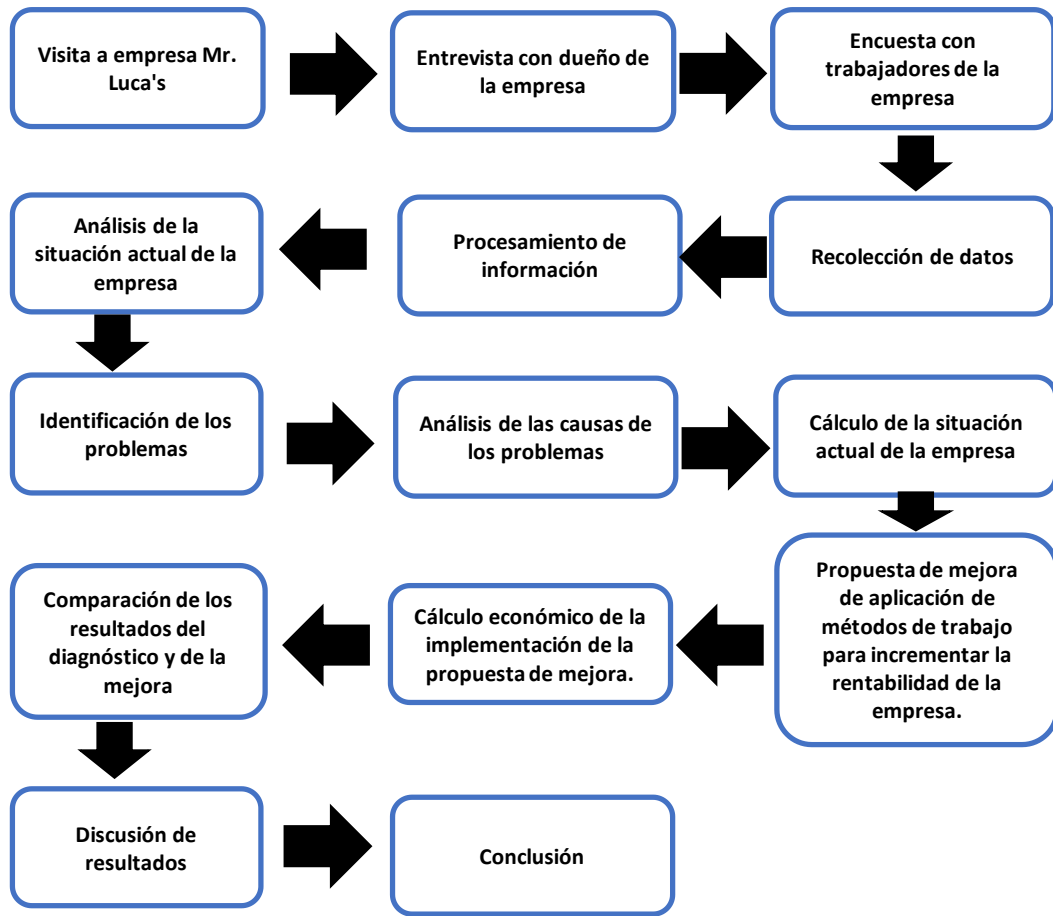 Visita a empresa Mr.
Luca's
Entrevista con dueño de
la empresa
Encuesta con
trabajadores de la
empresa
Recolección de datos
Procesamiento de
información
Análisis de la
situación actual de la
empresa
Identificación de los
problemas
Análisis de las causas de
los problemas
Cálculo de la situación
actual de la empresa
Propuesta de mejora
de aplicación de
métodos de trabajo
para incrementar la
rentabilidad de la
empresa.
Cálculo económico de la
implementación de la
propuesta de mejora.
Comparación de los
resultados del
diagnóstico y de la
mejora
Discusión de
resultados
Conclusión